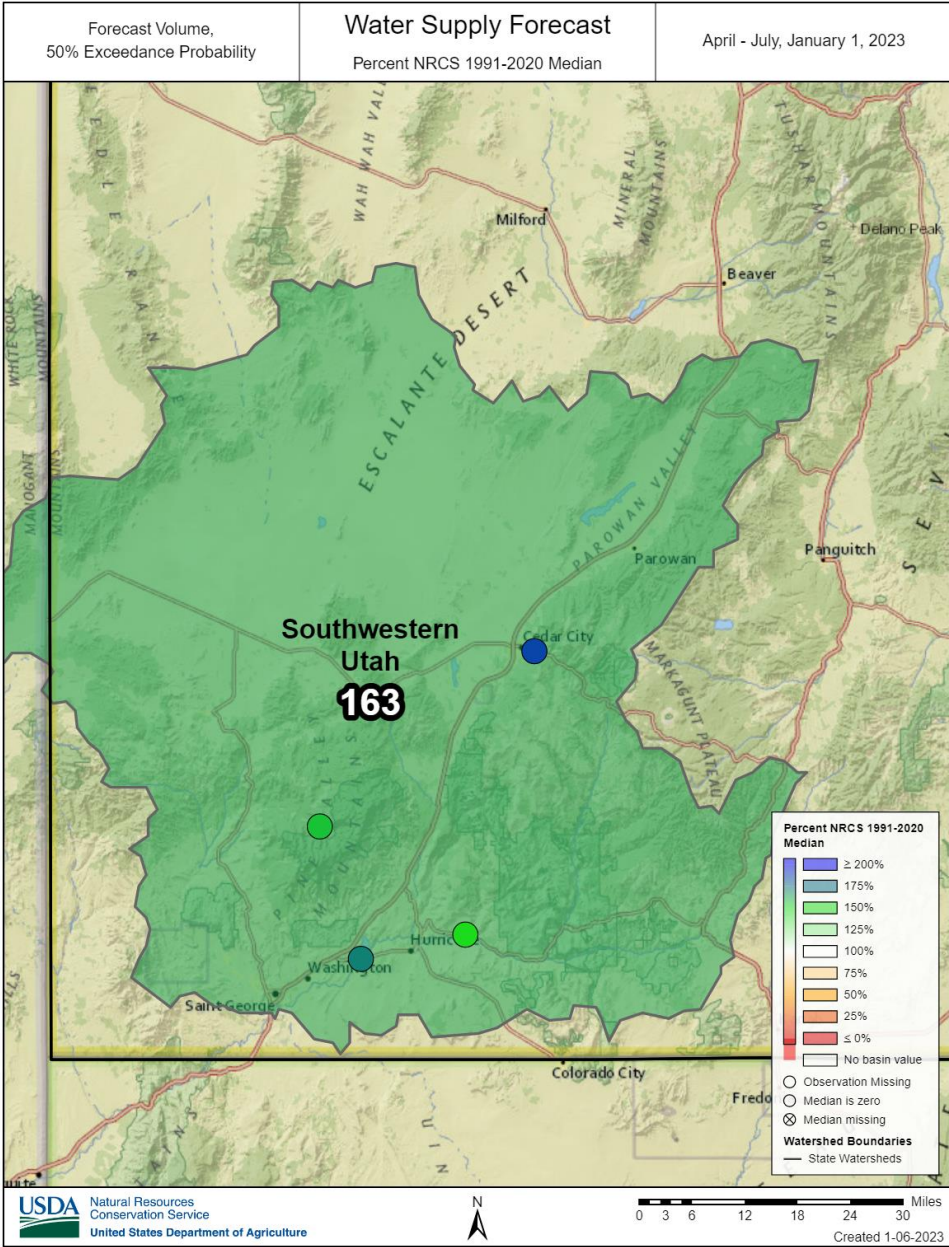 Forecast Volume,
50% Exceedance Probability
Water Supply Forecast
Percent NRCS 1991-2020 Median
April - July, January 1, 2023
WAH WAH
Milford
MINERAL
MOUNTAINS
TUSHAR MOUNTAINS
Delano Peak
Beaver
WHITE ROCK
MOUNTAINS
ESCALANTE DESERT
MOUNTAINS
PAROWAN VALLEY
Parowan
Panguitch
Southwestern
Utah
163
Cedar City
MARKAGUNT PLATEAU
PINE VALLEY
MOUNTAINS
Washington
Saint George
Colorado City
Percent NRCS 1991-2020
Median
≥ 200%
175%
150%
125%
100%
75%
50%
25%
≤ 0%
No basin value
Observation Missing
Median is zero
Median missing
Watershed Boundaries
State Watersheds
USDA
Natural Resources
Conservation Service
United States Department of Agriculture
N
Miles
0 3 6 12 18 24 30
Created 1-06-2023